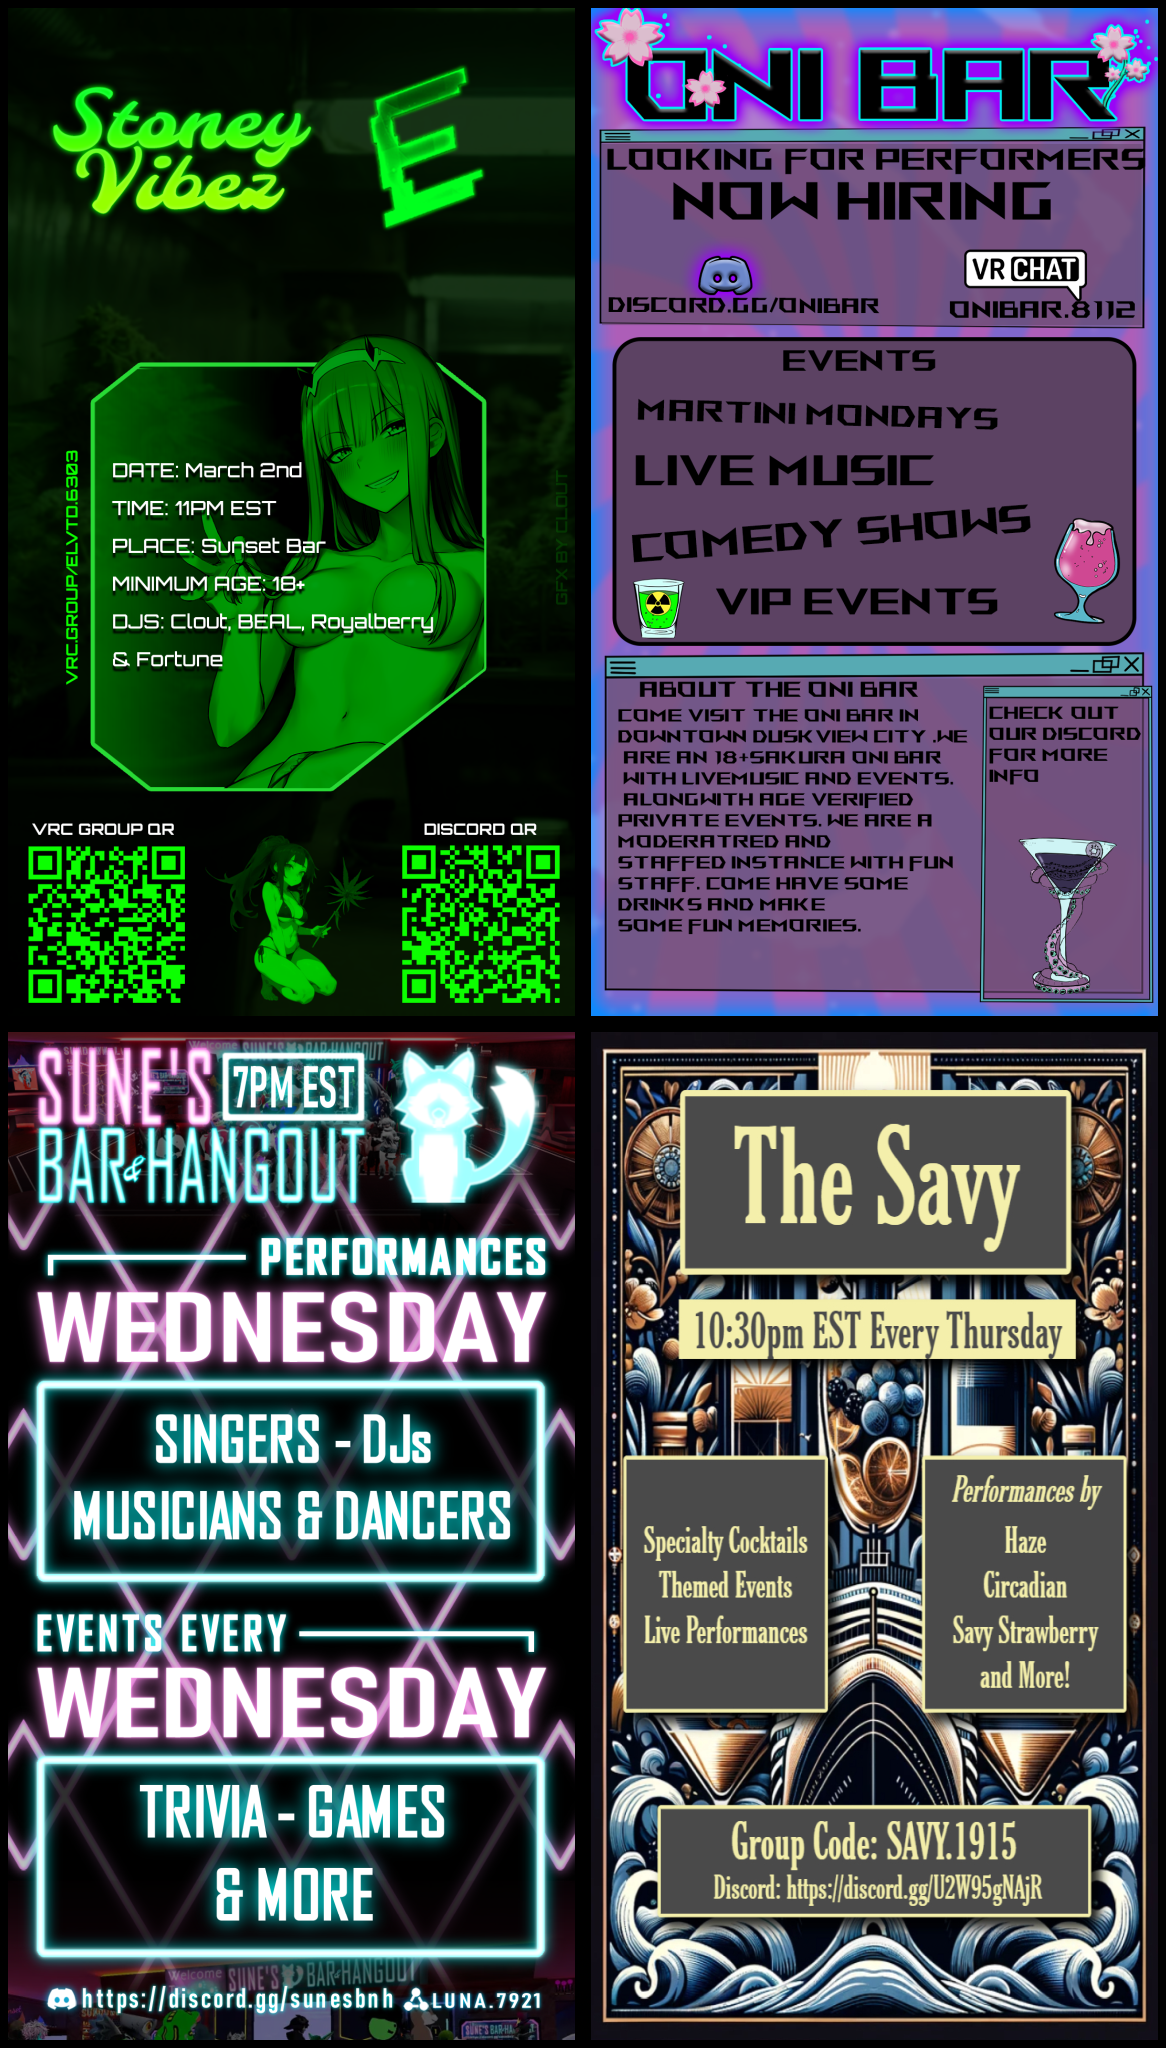 Stoney
Vibez
E
DATE: March 2nd
TIME: 11PM EST
PLACE: Sunset Bar
MINIMUM AGE: 18+
DJS: Clout, BEAL, Royalberry
& Fortune
VRC.GROUP/ELVTD.6303
GFX BY CLOUT
VRC GROUP QR
DISCORD QR
ONI BAR
LOOKING FOR PERFORMERS
NOW HIRING
VR CHAT
DISCORD.GG/ONIBAR
ONIBAR.8112
EVENTS
MARTINI MONDAYS
LIVE MUSIC
COMEDY SHOWS
VIP EVENTS
ABOUT THE ONI BAR
COME VISIT THE ONI BAR IN
DOWNTOWN DUSKVIEW CITY .WE
ARE AN 18+SAKURA ONI BAR
WITH LIVEMUSIC AND EVENTS.
ALONGWITH AGE VERIFIED
PRIVATE EVENTS. WE ARE A
MODERATRED AND
STAFFED INSTANCE WITH FUN
STAFF. COME HAVE SOME
DRINKS AND MAKE
SOME FUN MEMORIES.
CHECK OUT
OUR DISCORD
FOR MORE
INFO
SUNE'S
7PM EST
BAR & HANGOUT
PERFORMANCES
WEDNESDAY
SINGERS - DJs
MUSICIANS & DANCERS
EVENTS EVERY
WEDNESDAY
TRIVIA - GAMES
& MORE
Welcome SUNE'S BAR & HANGOUT
https://discord.gg/sunesbnh LUNA.7921
The Savy
10:30pm EST Every Thursday
Specialty Cocktails
Themed Events
Live Performances
Performances by
Haze
Circadian
Savy Strawberry
and More!
Group Code: SAVY.1915
Discord: https://discord.gg/U2W95gNAjR